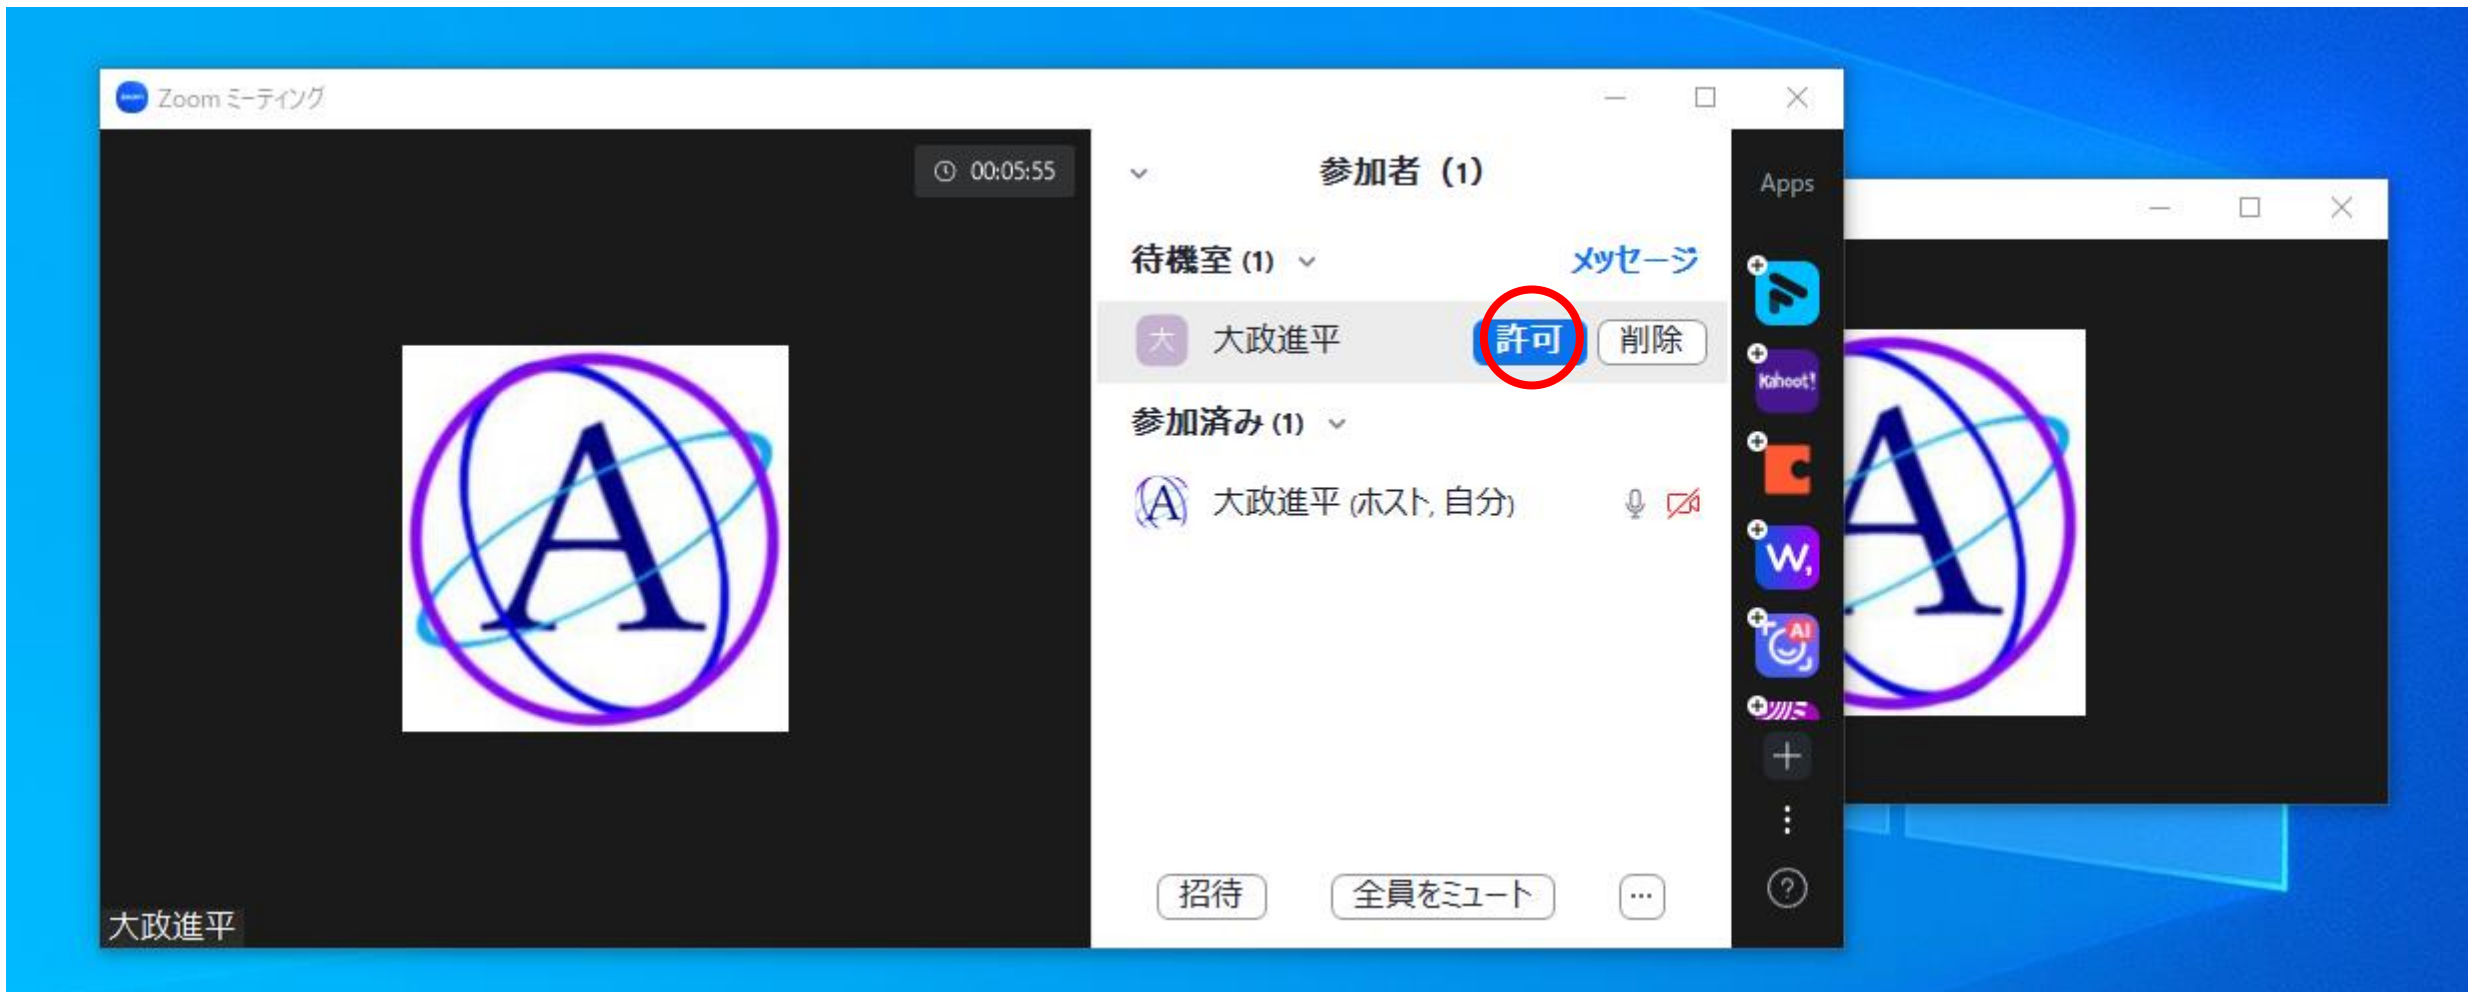 Zoom ミーティング
00:05:55
大政進平
参加者 (1)
待機室 (1)
メッセージ
大 大政進平 許可 削除
参加済み (1)
A 大政進平 (ホスト, 自分)
招待 全員をミュート ...
Apps
Kahoot!
W,
AI
A
A